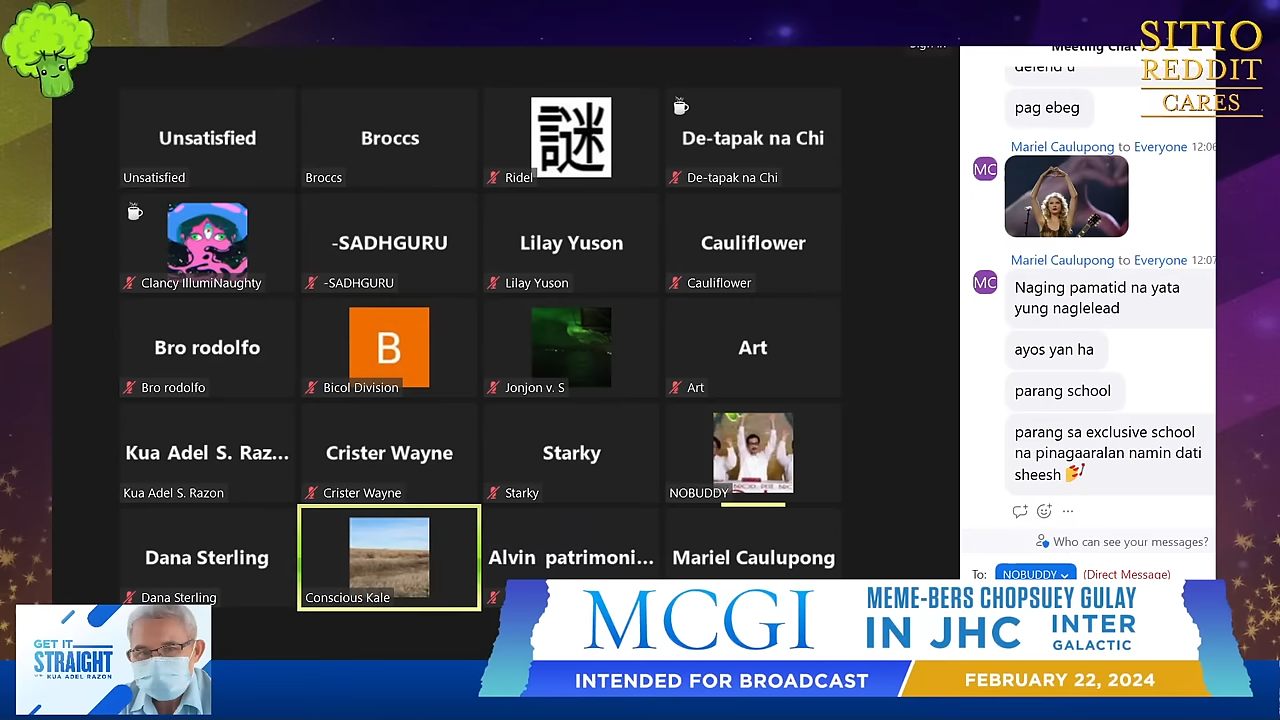 SITIO
REDDIT
CARES
Sign in
Unsatisfied
Unsatisfied
Broccs
Broccs
謎
Ridel
De-tapak na Chi
De-tapak na Chi
Clancy IllumiNaughty
-SADHGURU
-SADHGURU
Lilay Yuson
Lilay Yuson
Cauliflower
Cauliflower
Bro rodolfo
Bro rodolfo
B
Bicol Division
Jonjon v. S
Art
Art
Kua Adel S. Raz...
Kua Adel S. Razon
Crister Wayne
Crister Wayne
Starky
Starky
NOBUDDY
Dana Sterling
Dana Sterling
Conscious Kale
Alvin patrimoni...
Mariel Caulupong
Meeting Chat
defend u
pag ebeg
Mariel Caulupong to Everyone 12:06
MC
Mariel Caulupong to Everyone 12:07
MC
Naging pamatid na yata
yung naglelead
ayos yan ha
parang school
parang sa exclusive school
na pinagaaralan namin dati
sheesh
Who can see your messages?
To: NOBUDDY (Direct Message)
GET IT
STRAIGHT
KUA ADEL RAZON
MCGI
MEME-BERS CHOPSUEY GULAY
IN JHC INTER
GALACTIC
INTENDED FOR BROADCAST
FEBRUARY 22, 2024